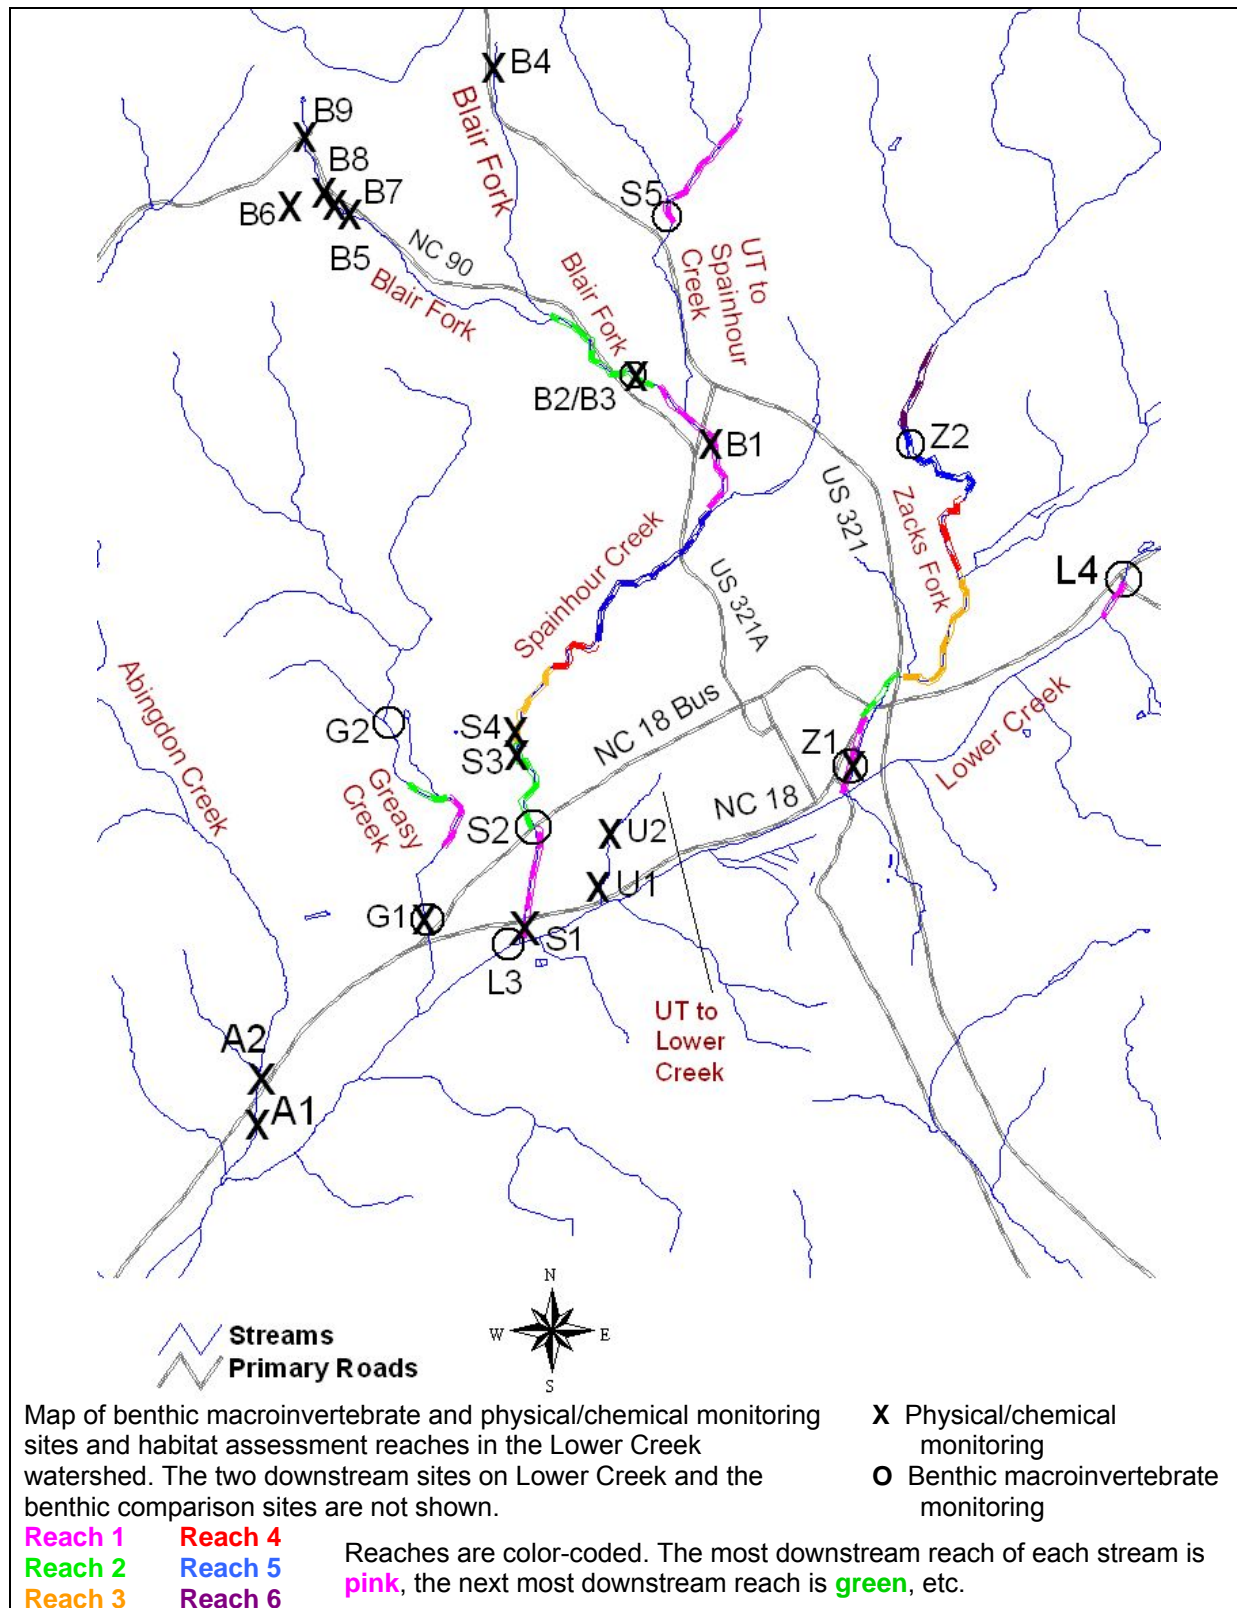 B4
B9
Blair Fork
B8
B7
S5
B6
B5
NC 90
UT to
Spainhour
Creek
Blair Fork
Blair Fork
B2/B3
B1
Z2
US 321
Zacks Fork
L4
Spainhour Creek
US 321A
Abingdon Creek
G2
S4
S3
NC 18 Bus
Z1
Lower Creek
Greasy
Creek
NC 18
S2
U2
U1
G1
S1
L3
UT to
Lower
Creek
A2
A1
N
W E
S
Streams
Primary Roads
Map of benthic macroinvertebrate and physical/chemical monitoring
sites and habitat assessment reaches in the Lower Creek
watershed. The two downstream sites on Lower Creek and the
benthic comparison sites are not shown.
X Physical/chemical
monitoring
O Benthic macroinvertebrate
monitoring
Reach 1 Reach 4
Reach 2 Reach 5
Reach 3 Reach 6
Reaches are color-coded. The most downstream reach of each stream is
pink, the next most downstream reach is green, etc.